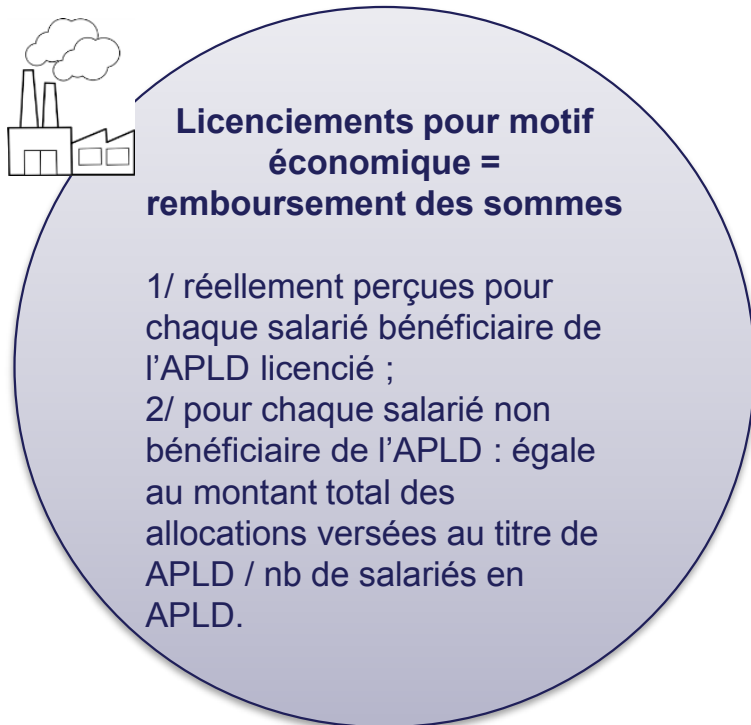 Licenciements pour motif
économique =
remboursement des sommes
1/ réellement perçues pour
chaque salarié bénéficiaire de
l’APLD licencié ;
2/ pour chaque salarié non
bénéficiaire de l’APLD : égale
au montant total des
allocations versées au titre de
APLD / nb de salariés en
APLD.